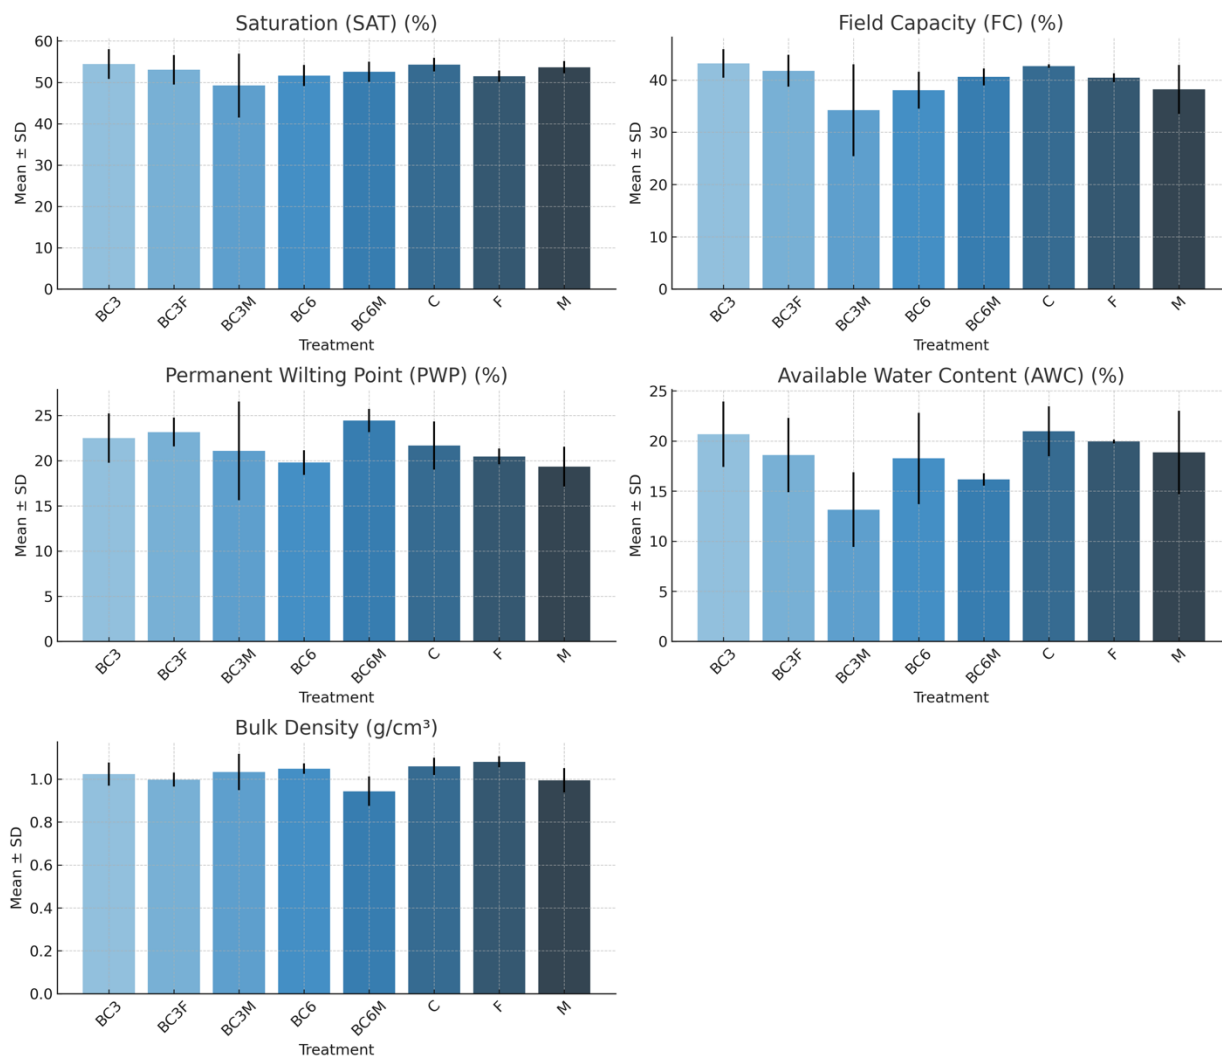 Saturation (SAT) (%)
Mean ± SD
60
50
40
30
20
10
0
BC3 BC3F BC3M BC6 BC6M C F M
Treatment
Field Capacity (FC) (%)
Mean ± SD
40
30
20
10
0
BC3 BC3F BC3M BC6 BC6M C F M
Treatment
Permanent Wilting Point (PWP) (%)
Mean ± SD
25
20
15
10
5
0
BC3 BC3F BC3M BC6 BC6M C F M
Treatment
Available Water Content (AWC) (%)
Mean ± SD
25
20
15
10
5
0
BC3 BC3F BC3M BC6 BC6M C F M
Treatment
Bulk Density (g/cm³)
Mean ± SD
1.0
0.8
0.6
0.4
0.2
0.0
BC3 BC3F BC3M BC6 BC6M C F M
Treatment